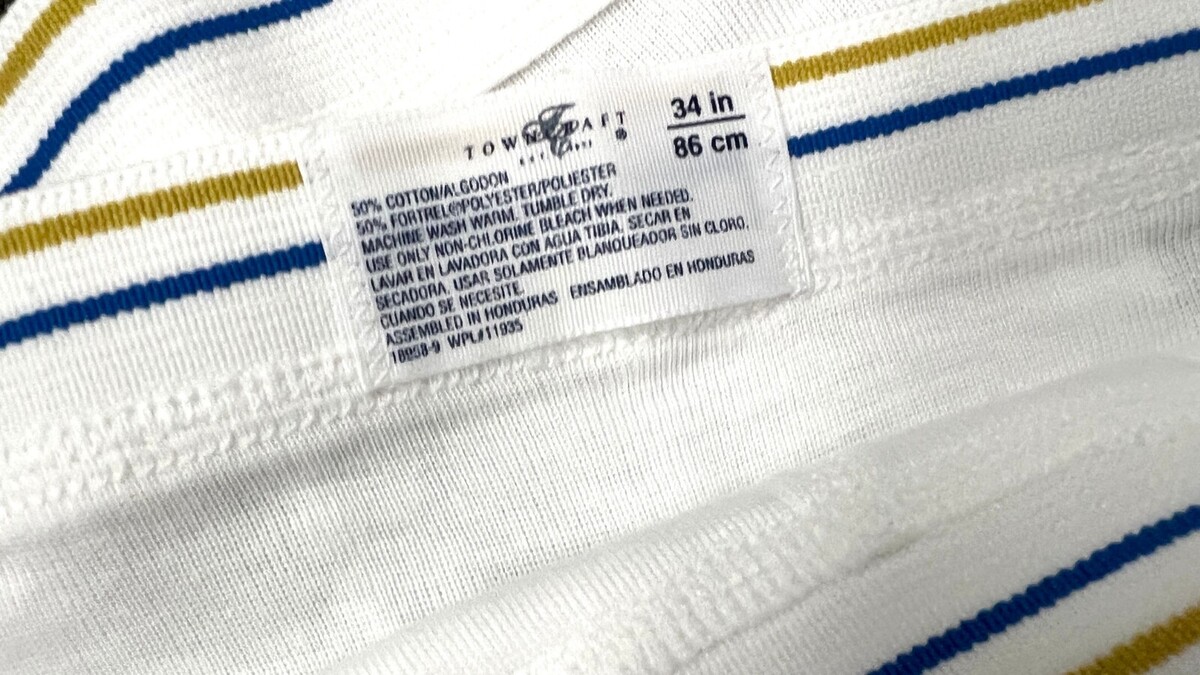 TOWNCRAFT®
34 in
86 cm
50% COTTON/ALGODON
50% FORTREL®POLYESTER/POLIESTER
MACHINE WASH WARM. TUMBLE DRY.
USE ONLY NON-CHLORINE BLEACH WHEN NEEDED.
LAVAR EN LAVADORA CON AGUA TIBIA. SECAR EN
SECADORA. USAR SOLAMENTE BLANQUEADOR SIN CLORO,
CUANDO SE NECESITE.
ASSEMBLED IN HONDURAS ENSAMBLADO EN HONDURAS
WPL#11935